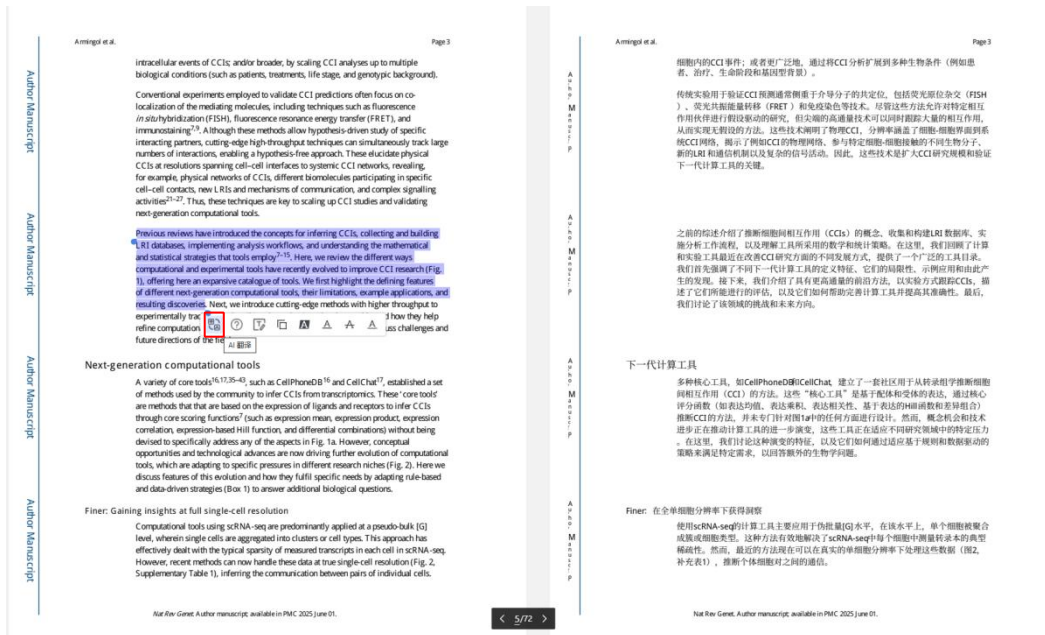 Armingol et al.
Page 3
intracellular events of CCIs; and/or broader, by scaling CCI analyses up to multiple
biological conditions (such as patients, treatments, life stage, and genotypic background).
Conventional experiments employed to validate CCI predictions often focus on co-
localization of the mediating molecules, including techniques such as fluorescence
in situ hybridization (FISH), fluorescence resonance energy transfer (FRET), and
immunostaining7,9. Although these methods allow hypothesis-driven study of specific
interacting partners, cutting-edge high-throughput techniques can simultaneously track large
numbers of interactions, enabling a hypothesis-free approach. These elucidate physical
CCIs at resolutions spanning cell–cell interfaces to systemic CCI networks, revealing,
for example, physical networks of CCIs, different biomolecules participating in specific
cell–cell contacts, new LRIs and mechanisms of communication, and complex signalling
activities21–27. Thus, these techniques are key to scaling up CCI studies and validating
next-generation computational tools.
Previous reviews have introduced the concepts for inferring CCIs, collecting and building
LRI databases, implementing analysis workflows, and understanding the mathematical
and statistical strategies that tools employ7–15. Here, we review the different ways
computational and experimental tools have recently evolved to improve CCI research (Fig.
1), offering here an expansive catalogue of tools. We first highlight the defining features
of different next-generation computational tools, their limitations, example applications, and
resulting discoveries. Next, we introduce cutting-edge methods with higher throughput to
experimentally trac
d how they help
refine computation
uss challenges and
future directions of the fie
AI 翻译
Next-generation computational tools
A variety of core tools16,17,35–43, such as CellPhoneDB16 and CellChat17, established a set
of methods used by the community to infer CCIs from transcriptomics. These ‘core tools’
are methods that that are based on the expression of ligands and receptors to infer CCIs
through core scoring functions7 (such as expression mean, expression product, expression
correlation, expression-based Hill function, and differential combinations) without being
devised to specifically address any of the aspects in Fig. 1a. However, conceptual
opportunities and technological advances are now driving further evolution of computational
tools, which are adapting to specific pressures in different research niches (Fig. 2). Here we
discuss features of this evolution and how they fulfil specific needs by adapting rule-based
and data-driven strategies (Box 1) to answer additional biological questions.
Finer: Gaining insights at full single-cell resolution
Computational tools using scRNA-seq are predominantly applied at a pseudo-bulk [G]
level, wherein single cells are aggregated into clusters or cell types. This approach has
effectively dealt with the typical sparsity of measured transcripts in each cell in scRNA-seq.
However, recent methods can now handle these data at true single-cell resolution (Fig. 2,
Supplementary Table 1), inferring the communication between pairs of individual cells.
Nat Rev Genet. Author manuscript; available in PMC 2025 June 01.
Author Manuscript
Author Manuscript
Author Manuscript
Author Manuscript
5/72
Armingol et al.
Page 3
细胞内的CCI事件；或者更广泛地，通过将CCI分析扩展到多种生物条件（例如患
者、治疗、生命阶段和基因型背景）。
传统实验用于验证CCI预测通常侧重于介导分子的共定位，包括荧光原位杂交（FISH
）、荧光共振能量转移（FRET ）和免疫染色等技术。尽管这些方法允许对特定相互
作用伙伴进行假设驱动的研究，但尖端的高通量技术可以同时跟踪大量的相互作用，
从而实现无假设的方法。这些技术阐明了物理CCI，分辨率涵盖了细胞-细胞界面到系
统CCI网络，揭示了例如CCI的物理网络、参与特定细胞-细胞接触的不同生物分子、
新的LRI和通信机制以及复杂的信号活动。因此，这些技术是扩大CCI研究规模和验证
下一代计算工具的关键。
之前的综述介绍了推断细胞间相互作用（CCIs）的概念、收集和构建LRI数据库、实
施分析工作流程，以及理解工具所采用的数学和统计策略。在这里，我们回顾了计算
和实验工具最近在改善CCI研究方面的不同发展方式，提供了一个广泛的工具目录。
我们首先强调了不同下一代计算工具的定义特征、它们的局限性、示例应用和由此产
生的发现。接下来，我们介绍了具有更高通量的前沿方法，以实验方式跟踪CCIs，描
述了它们所能进行的评估，以及它们如何帮助完善计算工具并提高其准确性。最后，
我们讨论了该领域的挑战和未来方向。
下一代计算工具
多种核心工具，如CellPhoneDB和CellChat，建立了一套社区用于从转录组学推断细胞
间相互作用（CCI）的方法。这些“核心工具”是基于配体和受体的表达，通过核心
评分函数（如表达均值、表达乘积、表达相关性、基于表达的Hill函数和差异组合）
推断CCI的方法，并未专门针对图1a中的任何方面进行设计。然而，概念机会和技术
进步正在推动计算工具的进一步演变，这些工具正在适应不同研究领域中的特定压力
。在这里，我们讨论这种演变的特征，以及它们如何通过适应基于规则和数据驱动的
策略来满足特定需求，以回答额外的生物学问题。
Finer: 在全单细胞分辨率下获得洞察
使用scRNA-seq的计算工具主要应用于伪批量[G]水平，在该水平上，单个细胞被聚合
成簇或细胞类型。这种方法有效地解决了scRNA-seq中每个细胞中测量转录本的典型
稀疏性。然而，最近的方法现在可以在真实的单细胞分辨率下处理这些数据（图2，
补充表1），推断个体细胞对之间的通信。
Nat Rev Genet. Author manuscript; available in PMC 2025 June 01.